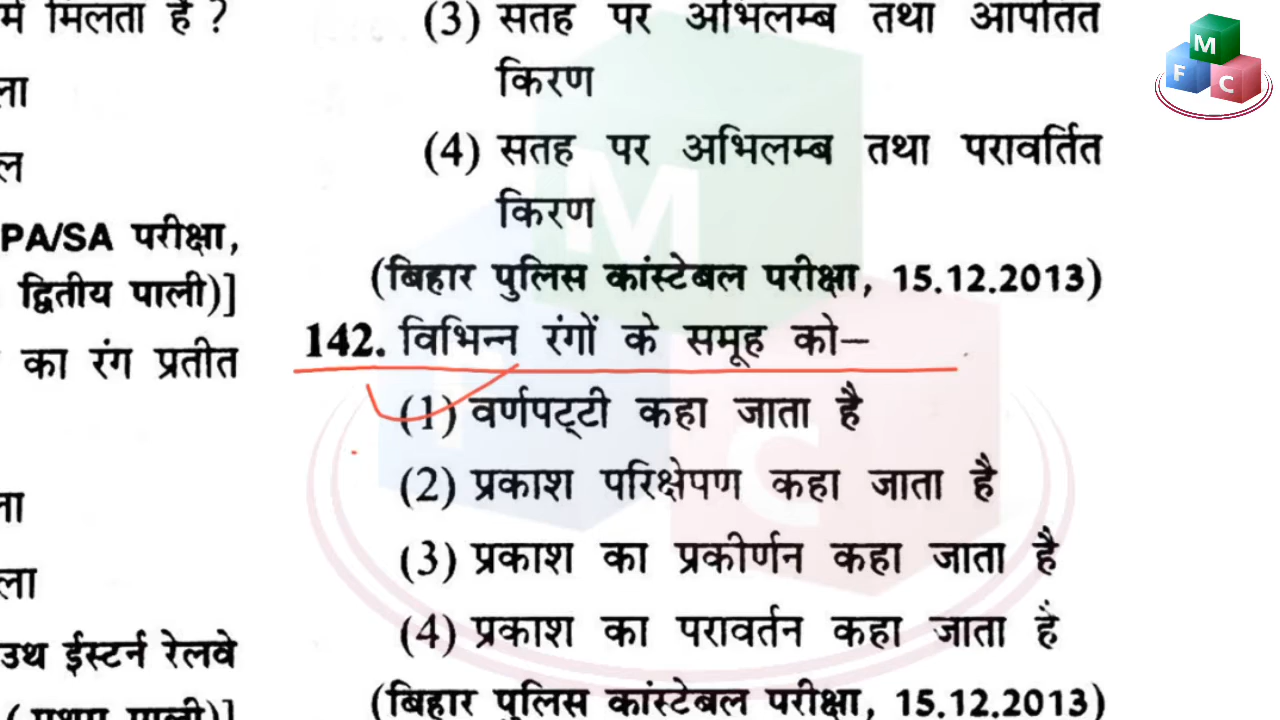 में मिलता है ?
ला
ल
PA/SA परीक्षा,
द्वितीय पाली)]
का रंग प्रतीत
ना
ला
उथ ईस्टर्न रेलवे
(3) सतह पर अभिलम्ब तथा आपतित
किरण
(4) सतह पर अभिलम्ब तथा परावर्तित
किरण
(बिहार पुलिस कांस्टेबल परीक्षा, 15.12.2013)
142. विभिन्न रंगों के समूह को–
(1) वर्णपट्टी कहा जाता है
(2) प्रकाश परिक्षेपण कहा जाता है
(3) प्रकाश का प्रकीर्णन कहा जाता है
(4) प्रकाश का परावर्तन कहा जाता है
(बिहार पुलिस कांस्टेबल परीक्षा, 15.12.2013)
M
F
C
M
F
C